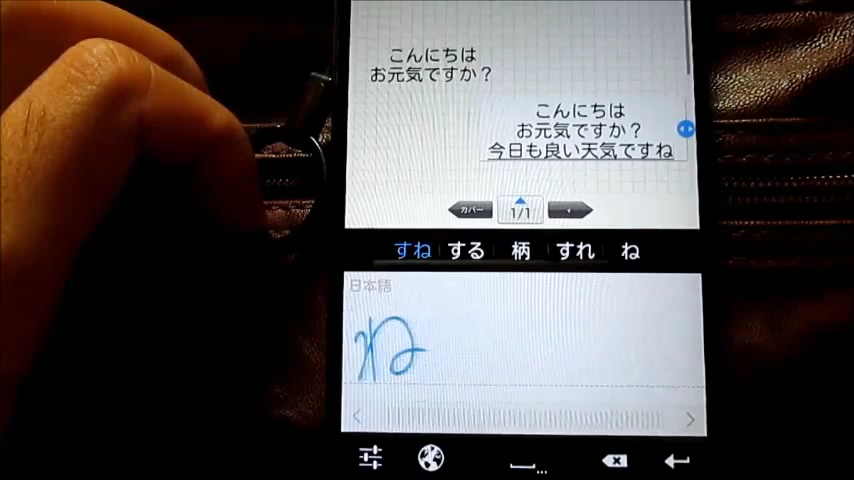 こんにちは
お元気ですか？
こんにちは
お元気ですか？
今日も良い天気ですね
カバー
1/1
すね する 柄 すれ ね
日本語
ね